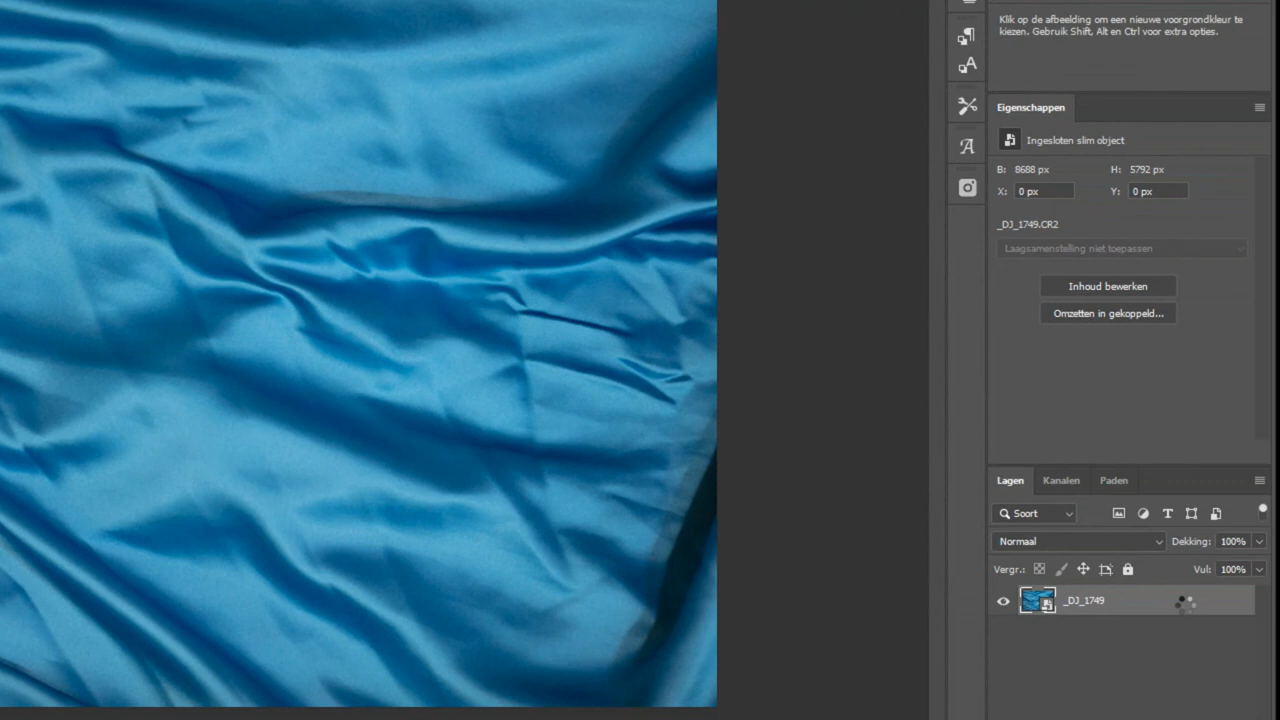 Klik op de afbeelding om een nieuwe voorgrondkleur te
kiezen. Gebruik Shift, Alt en Ctrl voor extra opties.
Eigenschappen
Ingesloten slim object
B: 8688 px H: 5792 px
X: 0 px Y: 0 px
_DJ_1749.CR2
Laagsamenstelling niet toepassen
Inhoud bewerken
Omzetten in gekoppeld...
Lagen Kanalen Paden
Soort
Normaal Dekking: 100%
Vergr.: Vul: 100%
_DJ_1749